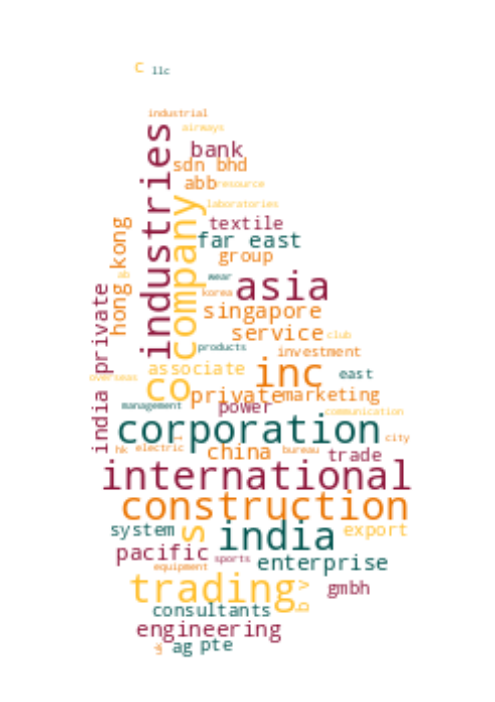 c llc
industrial
airways
bank
sdn bhd
abb resource
laboratories
industries
company
textile
far east
group
hong kong
ab
wear
asia
korea
singapore
service club
products
investment
india private
associate inc east
overseas
co private marketing
management power communication
corporation city
hk electric china bureau trade
international
construction
system s india export
pacific sports enterprise
equipment
trading b v gmbh
consultants
engineering
ag pte